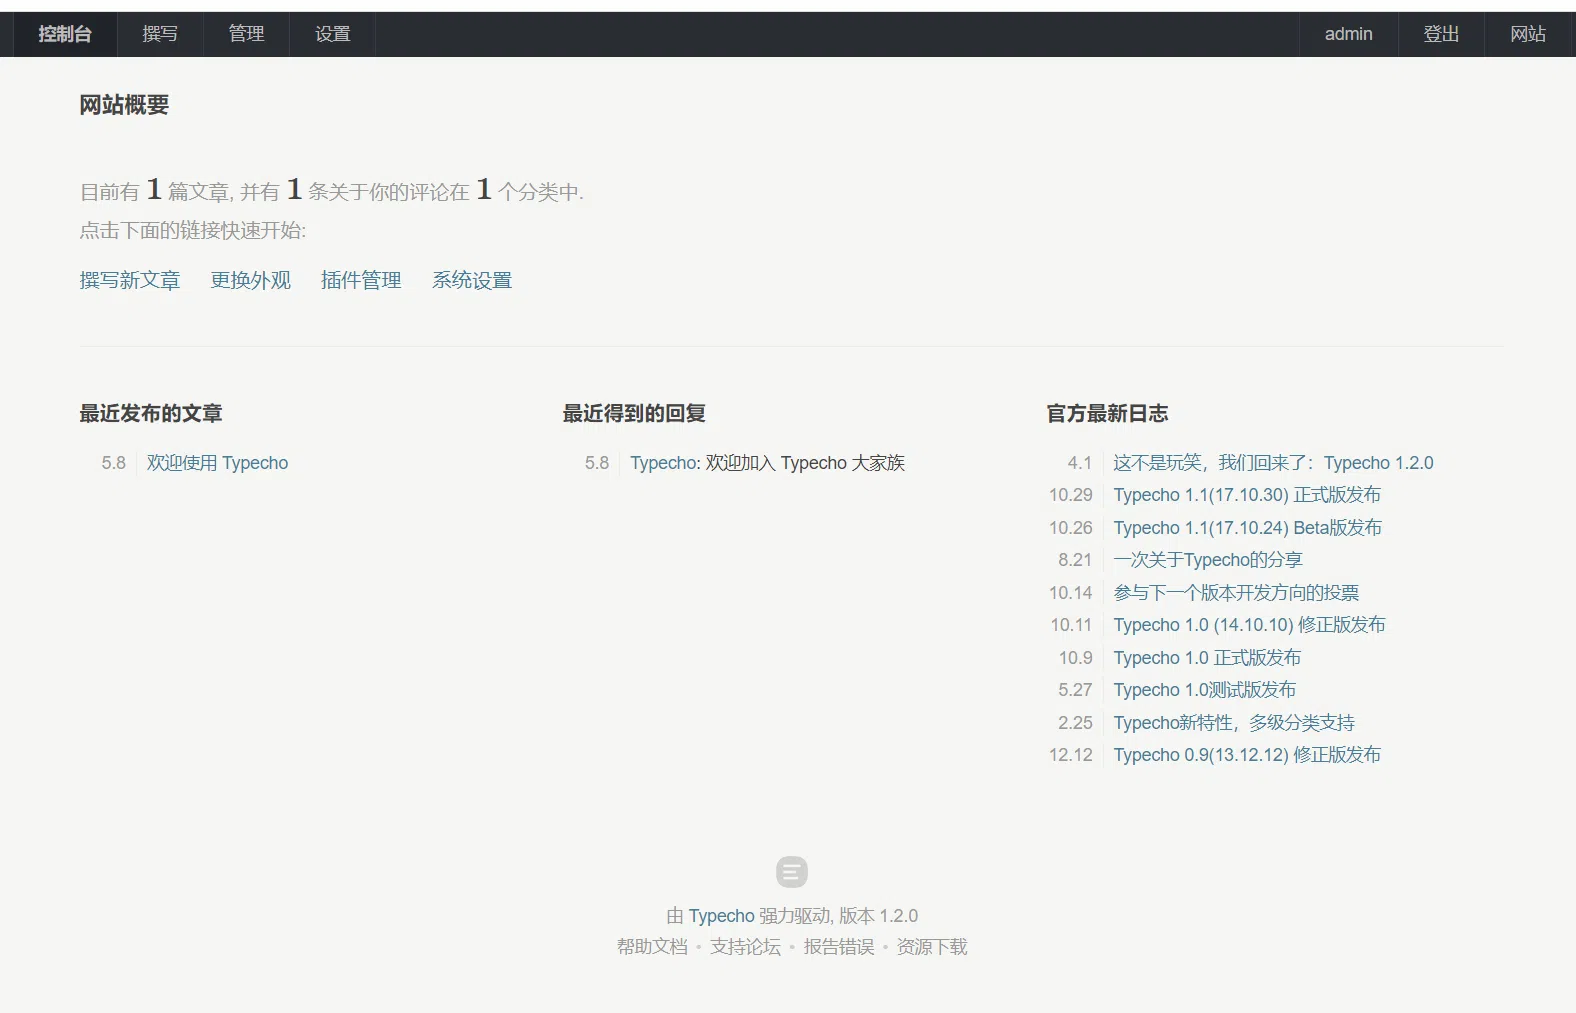 控制台 撰写 管理 设置 admin 登出 网站
网站概要
目前有 1 篇文章, 并有 1 条关于你的评论在 1 个分类中.
点击下面的链接快速开始:
撰写新文章 更换外观 插件管理 系统设置
最近发布的文章
5.8 欢迎使用 Typecho
最近得到的回复
5.8 Typecho: 欢迎加入 Typecho 大家族
官方最新日志
4.1 这不是玩笑，我们回来了：Typecho 1.2.0
10.29 Typecho 1.1(17.10.30) 正式版发布
10.26 Typecho 1.1(17.10.24) Beta版发布
8.21 一次关于Typecho的分享
10.14 参与下一个版本开发方向的投票
10.11 Typecho 1.0 (14.10.10) 修正版发布
10.9 Typecho 1.0 正式版发布
5.27 Typecho 1.0测试版发布
2.25 Typecho新特性，多级分类支持
12.12 Typecho 0.9(13.12.12) 修正版发布
由 Typecho 强力驱动, 版本 1.2.0
帮助文档 • 支持论坛 • 报告错误 • 资源下载